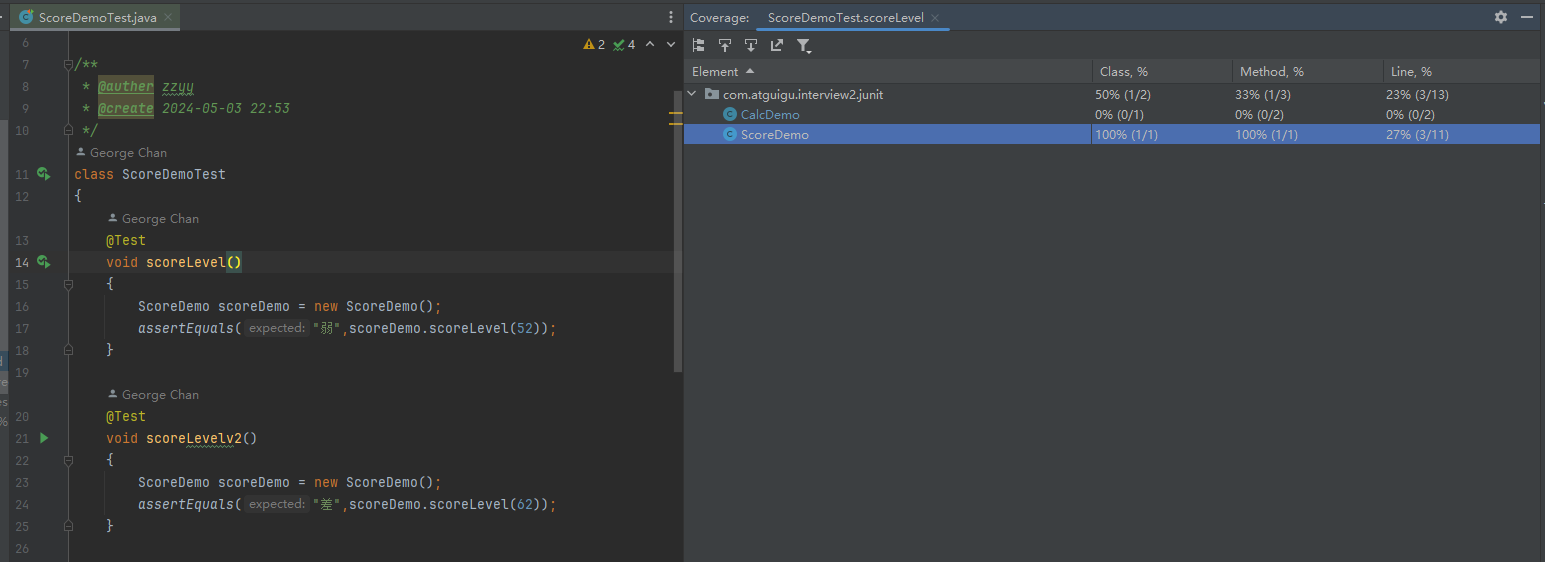 ScoreDemoTest.java
2 4
6
7 /**
8 * @auther zzyy
9 * @create 2024-05-03 22:53
10 */
George Chan
11 class ScoreDemoTest
12 {
George Chan
13 @Test
14 void scoreLevel()
15 {
16 ScoreDemo scoreDemo = new ScoreDemo();
17 assertEquals( expected: "弱",scoreDemo.scoreLevel(52));
18 }
19
George Chan
20 @Test
21 void scoreLevelv2()
22 {
23 ScoreDemo scoreDemo = new ScoreDemo();
24 assertEquals( expected: "差",scoreDemo.scoreLevel(62));
25 }
26
Coverage: ScoreDemoTest.scoreLevel
Element Class, % Method, % Line, %
com.atguigu.interview2.junit 50% (1/2) 33% (1/3) 23% (3/13)
CalcDemo 0% (0/1) 0% (0/2) 0% (0/2)
ScoreDemo 100% (1/1) 100% (1/1) 27% (3/11)